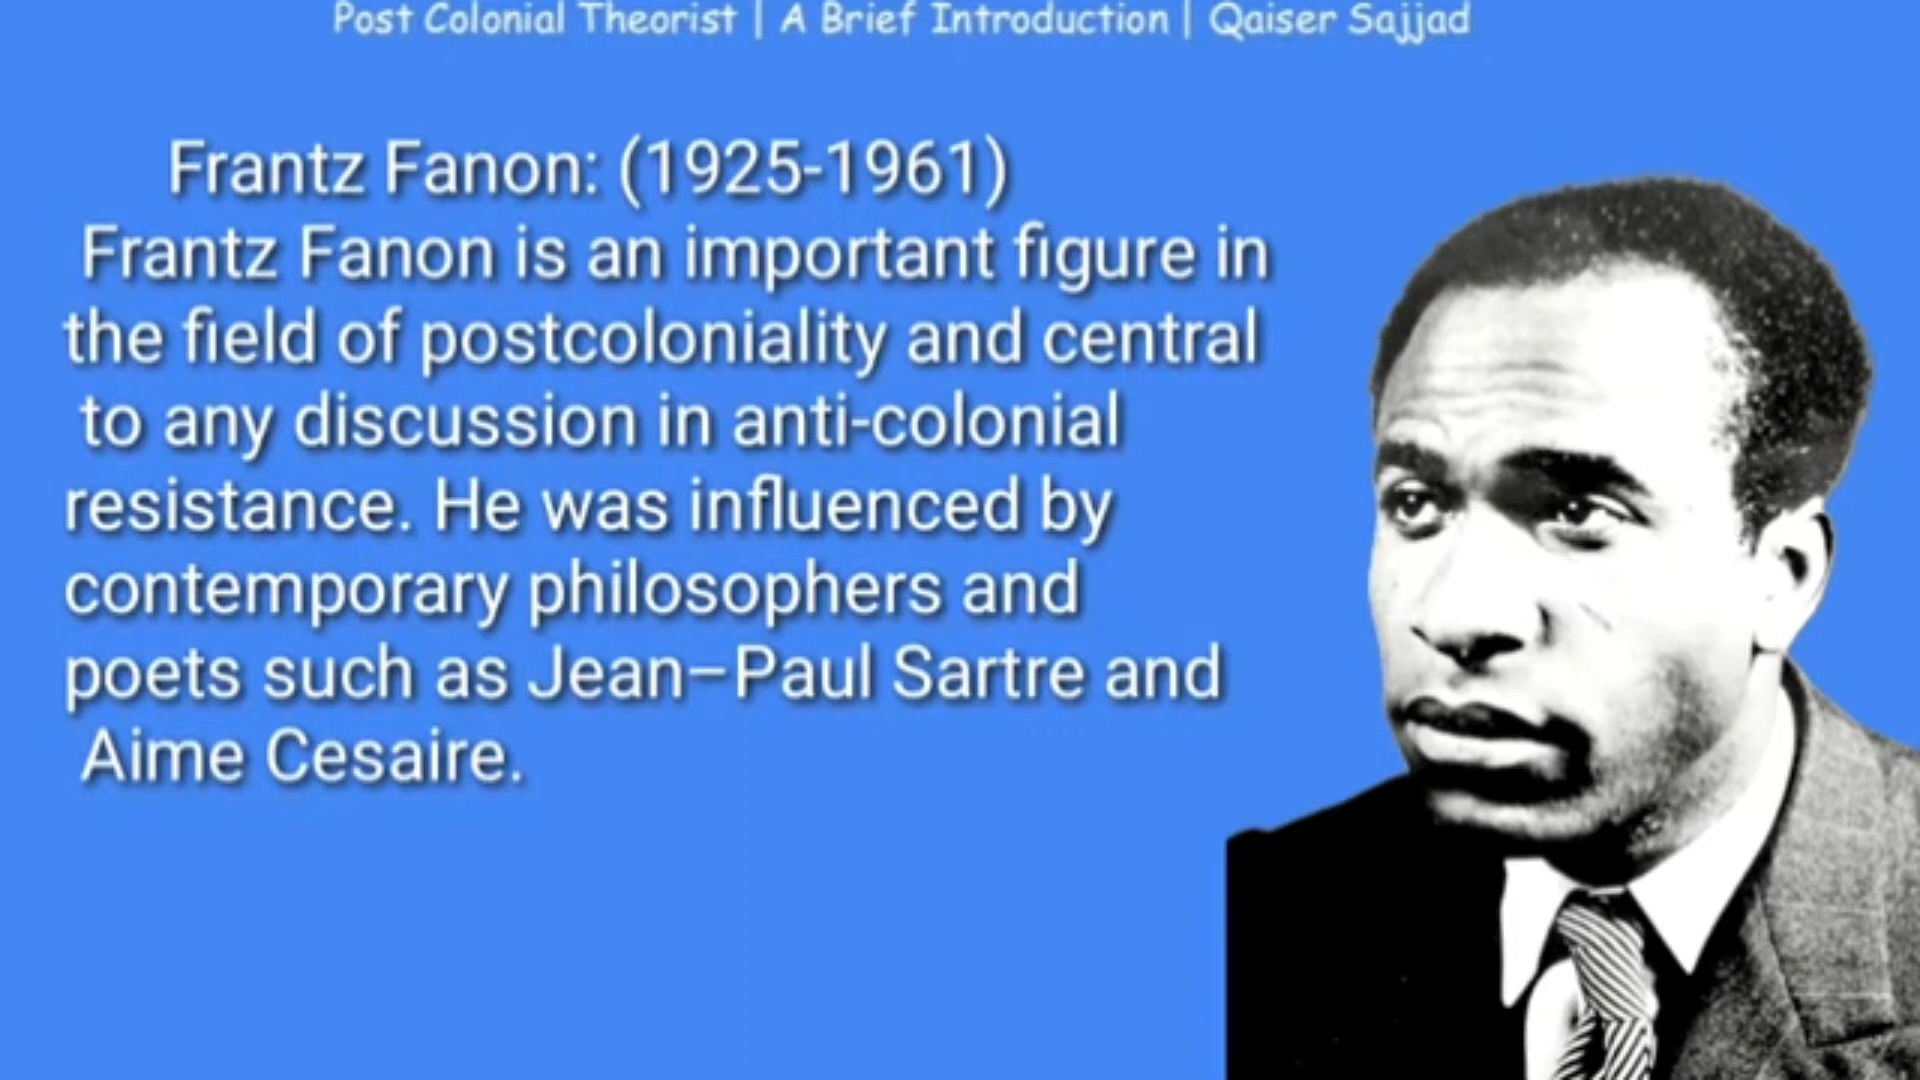 Post Colonial Theorist | A Brief Introduction | Qaiser Sajjad
Frantz Fanon: (1925-1961)
Frantz Fanon is an important figure in
the field of postcoloniality and central
to any discussion in anti-colonial
resistance. He was influenced by
contemporary philosophers and
poets such as Jean–Paul Sartre and
Aime Cesaire.